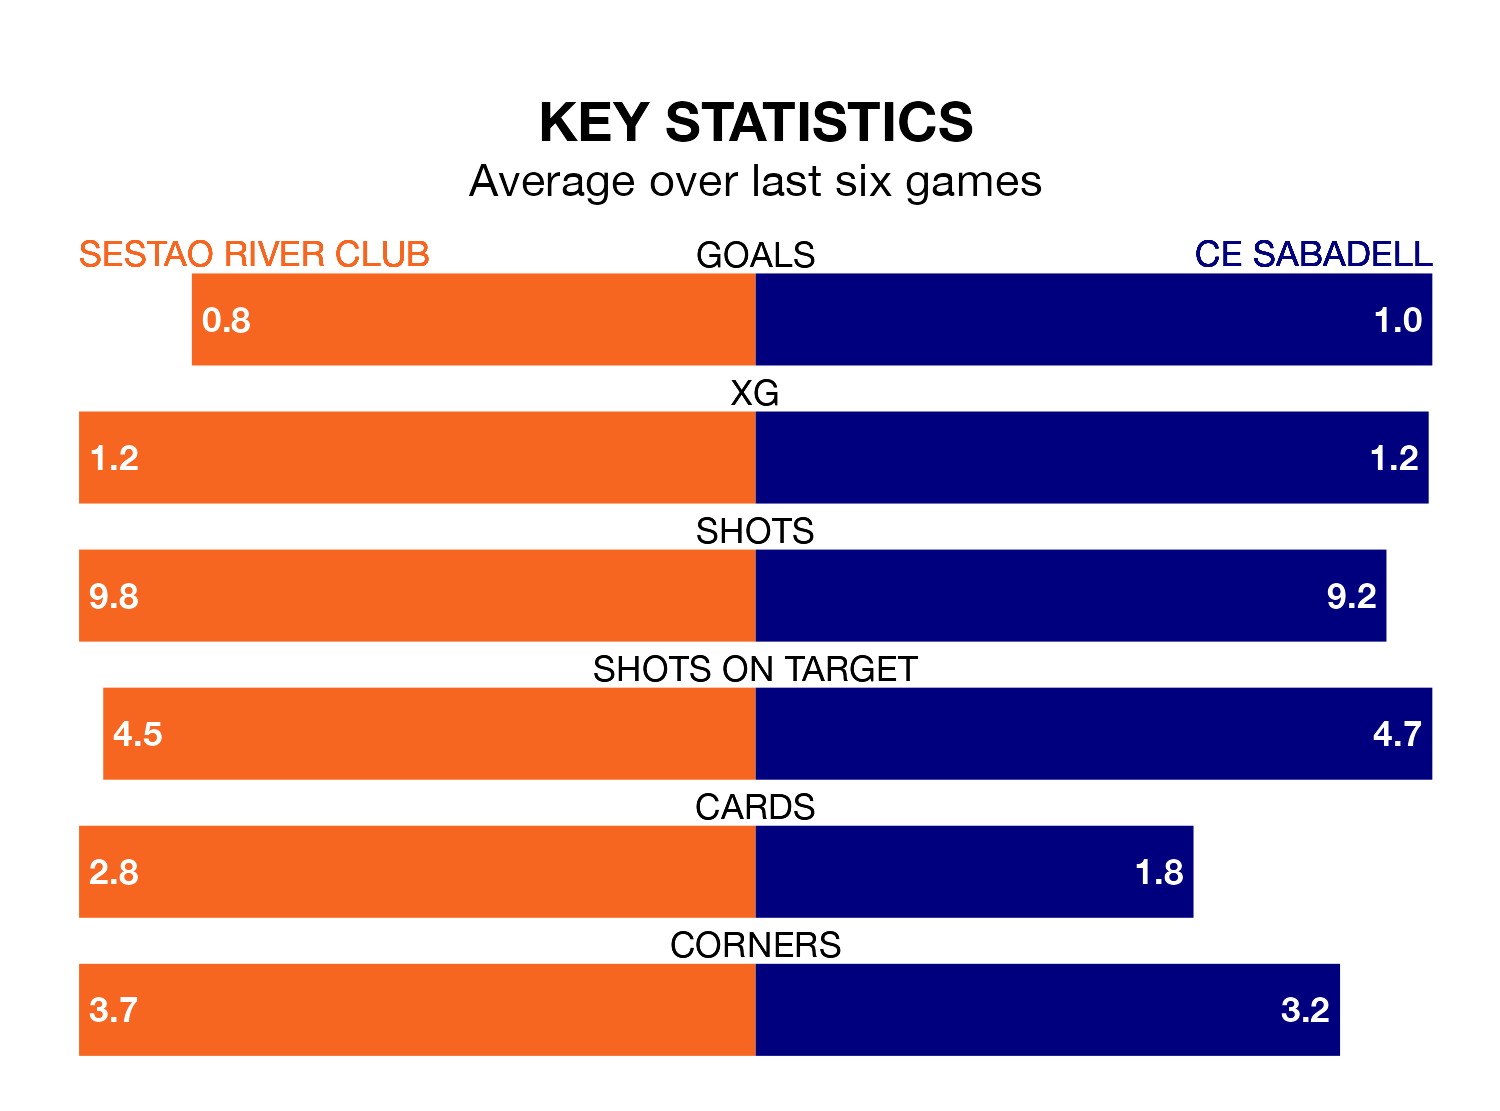 KEY STATISTICS
Average over last six games
SESTAO RIVER CLUB GOALS CE SABADELL
0.8 1.0
XG
1.2 1.2
SHOTS
9.8 9.2
SHOTS ON TARGET
4.5 4.7
CARDS
2.8 1.8
CORNERS
3.7 3.2